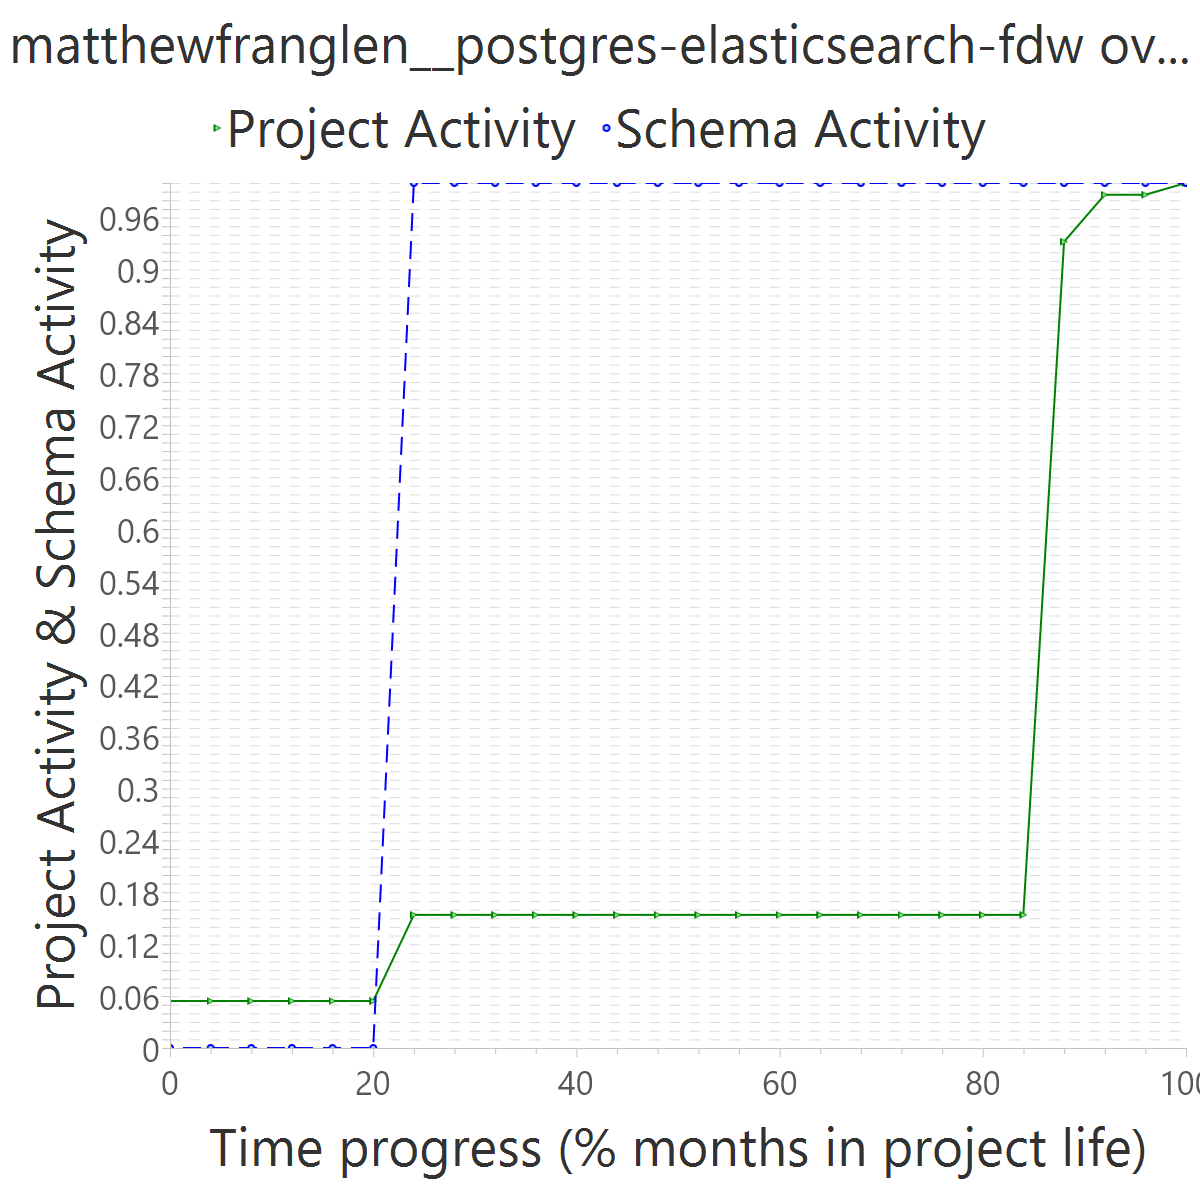 matthewfranglen__postgres-elasticsearch-fdw ov...
Project Activity
Schema Activity
Project Activity & Schema Activity
0.96
0.9
0.84
0.78
0.72
0.66
0.6
0.54
0.48
0.42
0.36
0.3
0.24
0.18
0.12
0.06
0
0 20 40 60 80 100
Time progress (% months in project life)